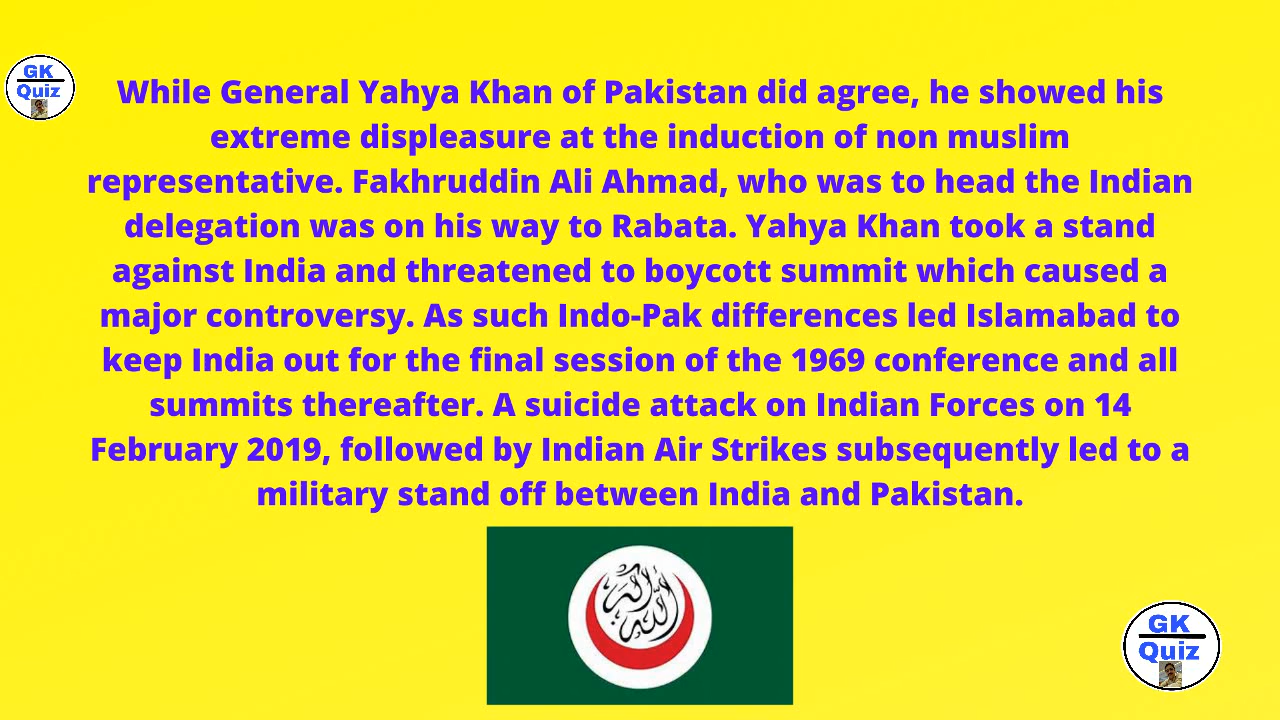 GK
Quiz
While General Yahya Khan of Pakistan did agree, he showed his
extreme displeasure at the induction of non muslim
representative. Fakhruddin Ali Ahmad, who was to head the Indian
delegation was on his way to Rabata. Yahya Khan took a stand
against India and threatened to boycott summit which caused a
major controversy. As such Indo-Pak differences led Islamabad to
keep India out for the final session of the 1969 conference and all
summits thereafter. A suicide attack on Indian Forces on 14
February 2019, followed by Indian Air Strikes subsequently led to a
military stand off between India and Pakistan.
الله أكبر
GK
Quiz